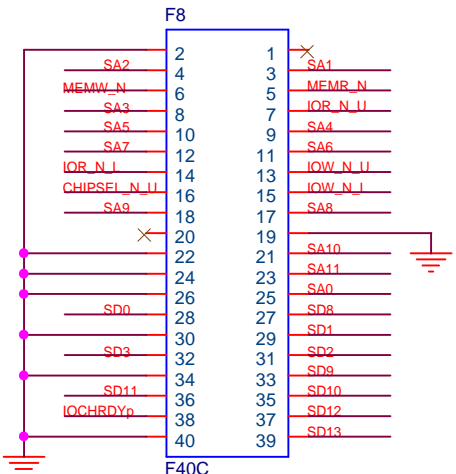 F8
2 1
SA2 4 3 SA1
MEMW_N 6 5 MEMR_N
SA3 8 7 IOR_N_U
SA5 10 9 SA4
SA7 12 11 SA6
IOR_N_L 14 13 IOW_N_U
CHIPSEL_N_U 16 15 IOW_N_L
SA9 18 17 SA8
20 19
22 21 SA10
24 23 SA11
26 25 SA0
SD0 28 27 SD8
30 29 SD1
SD3 32 31 SD2
34 33 SD9
SD11 36 35 SD10
IOCHRDYp 38 37 SD12
40 39 SD13
F40C